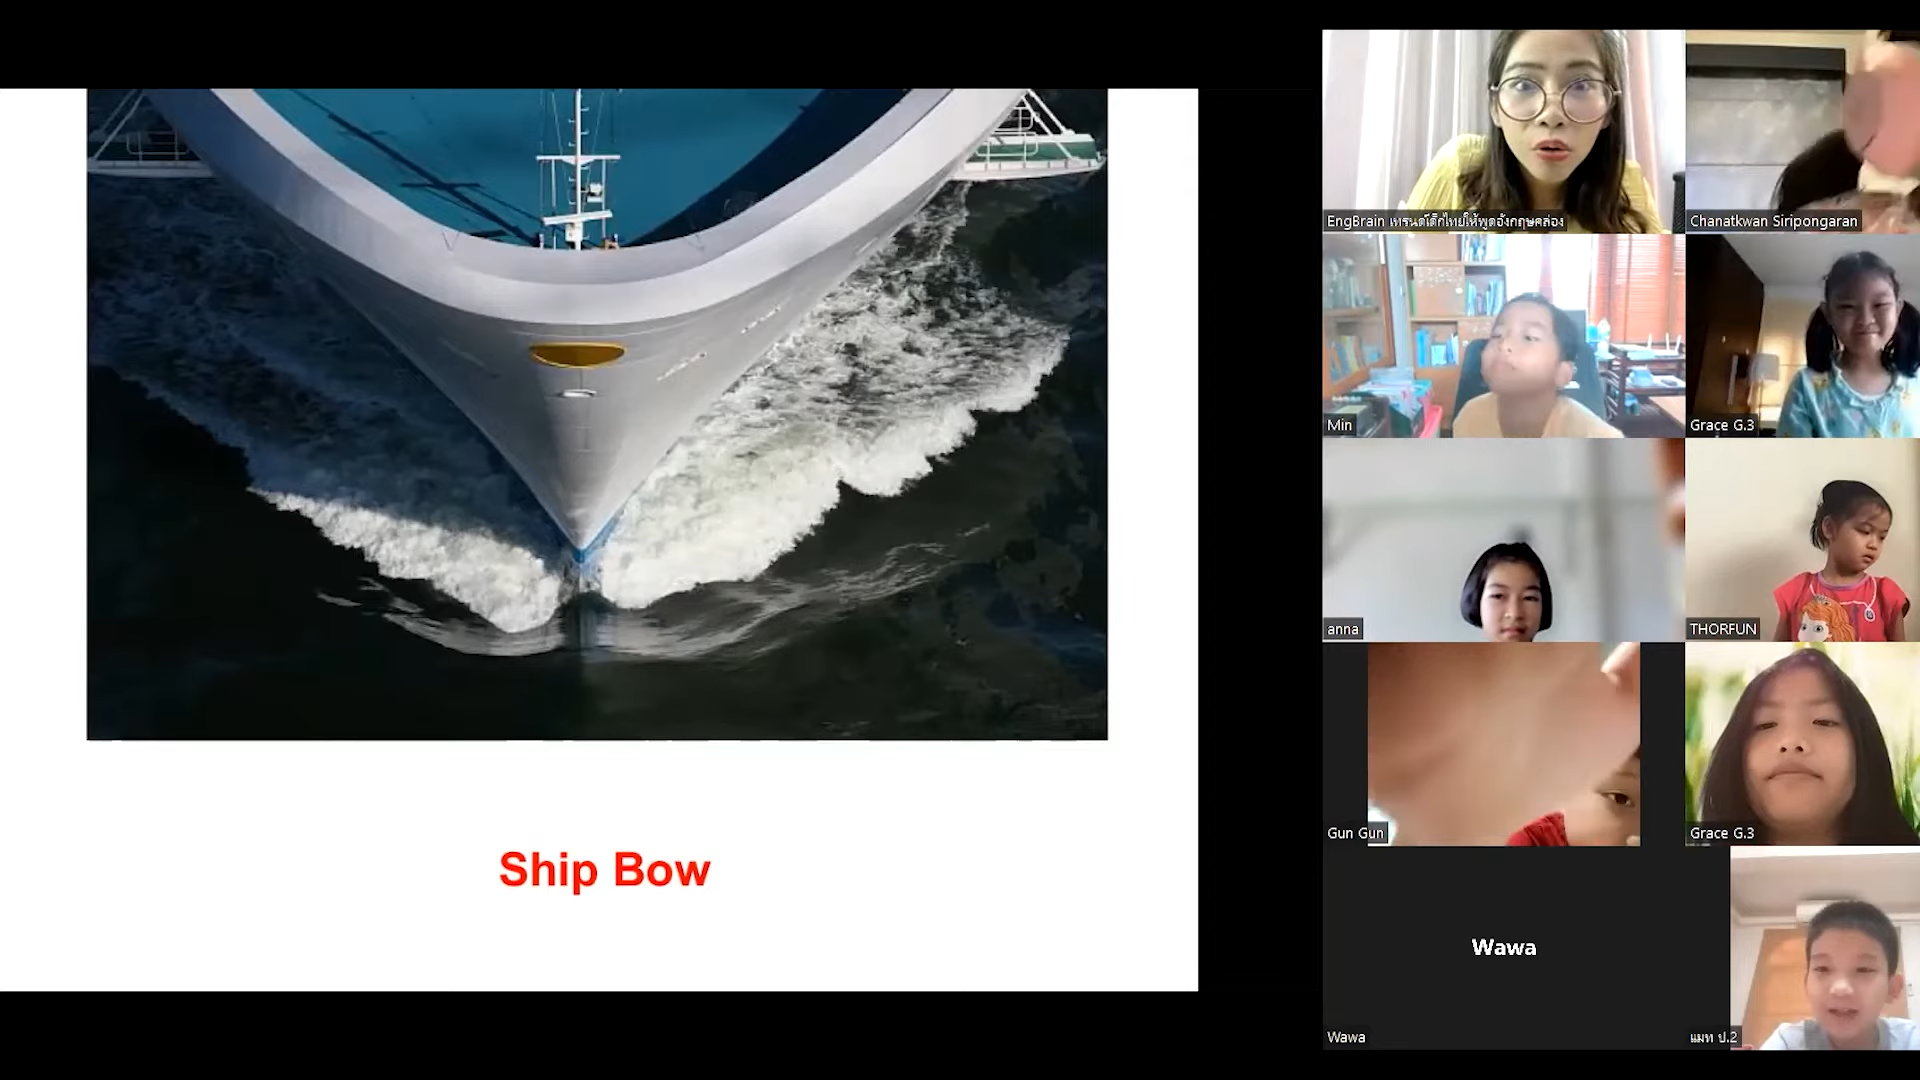 EngBrain เทรนด์เด็กไทยให้พูดอังกฤษคล่อง
Chanatkwan Siripongaran
Min
Grace G.3
anna
THORFUN
Gun Gun
Grace G.3
Wawa
Wawa
แมท ป.2
Ship Bow